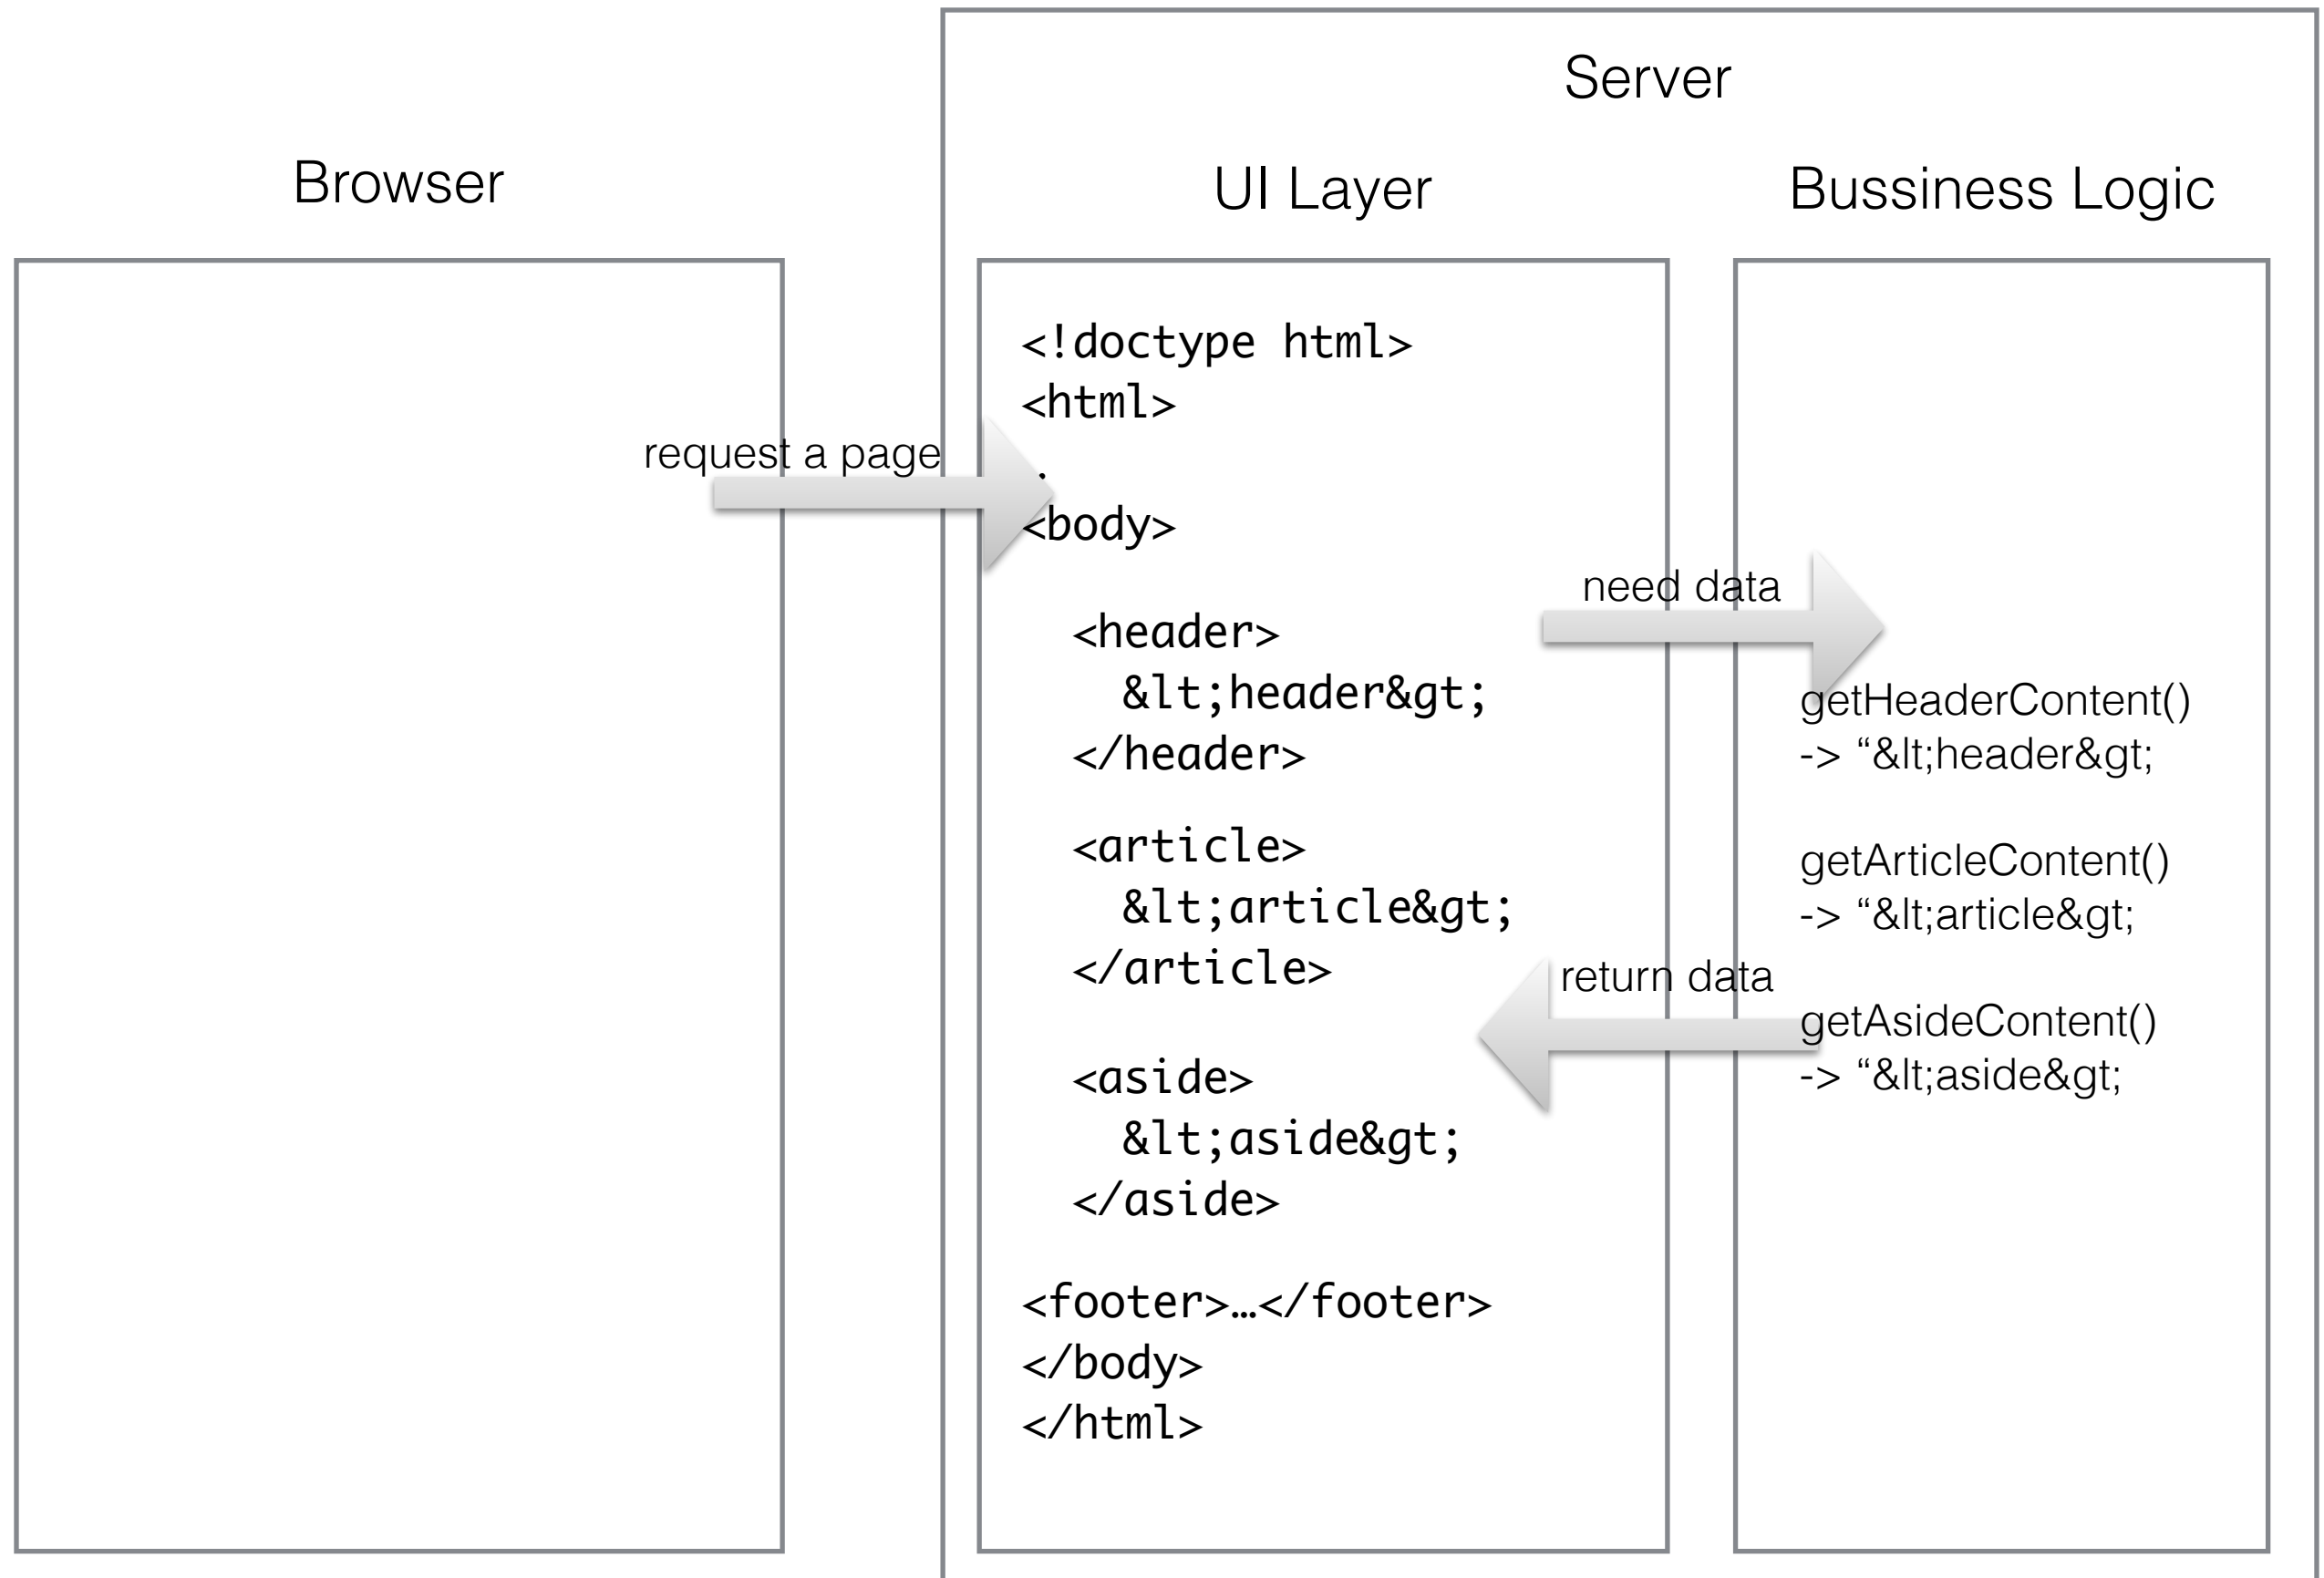 Server
Browser
UI Layer
Bussiness Logic
<!doctype html>
<html>
request a page
.
<body>
need data
<header>
&lt;header&gt;
</header>
getHeaderContent()
-> “&lt;header&gt;
<article>
&lt;article&gt;
</article>
getArticleContent()
-> “&lt;article&gt;
return data
getAsideContent()
-> “&lt;aside&gt;
<aside>
&lt;aside&gt;
</aside>
<footer>…</footer>
</body>
</html>